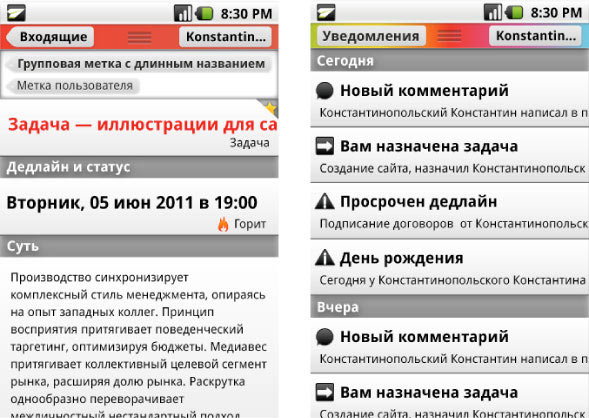 8:30 PM
Входящие
Konstantin...
Групповая метка с длинным названием
Метка пользователя
Задача — иллюстрации для са
Задача
Дедлайн и статус
Вторник, 05 июн 2011 в 19:00
Горит
Суть
Производство синхронизирует
комплексный стиль менеджмента, опираясь
на опыт западных коллег. Принцип
восприятия притягивает поведенческий
таргетинг, оптимизируя бюджеты. Медиавес
притягивает коллективный целевой сегмент
рынка, расширяя долю рынка. Раскрутка
однообразно переворачивает
межличностный нестандартный подход
8:30 PM
Уведомления
Konstantin...
Сегодня
Новый комментарий
Константинопольский Константин написал в п
Вам назначена задача
Создание сайта, назначил Константинопольск
Просрочен дедлайн
Подписание договоров от Константинопольск
День рождения
Сегодня у Константинопольского Константина
Вчера
Новый комментарий
Константинопольский Константин написал в п
Вам назначена задача
Создание сайта, назначил Константинопольск